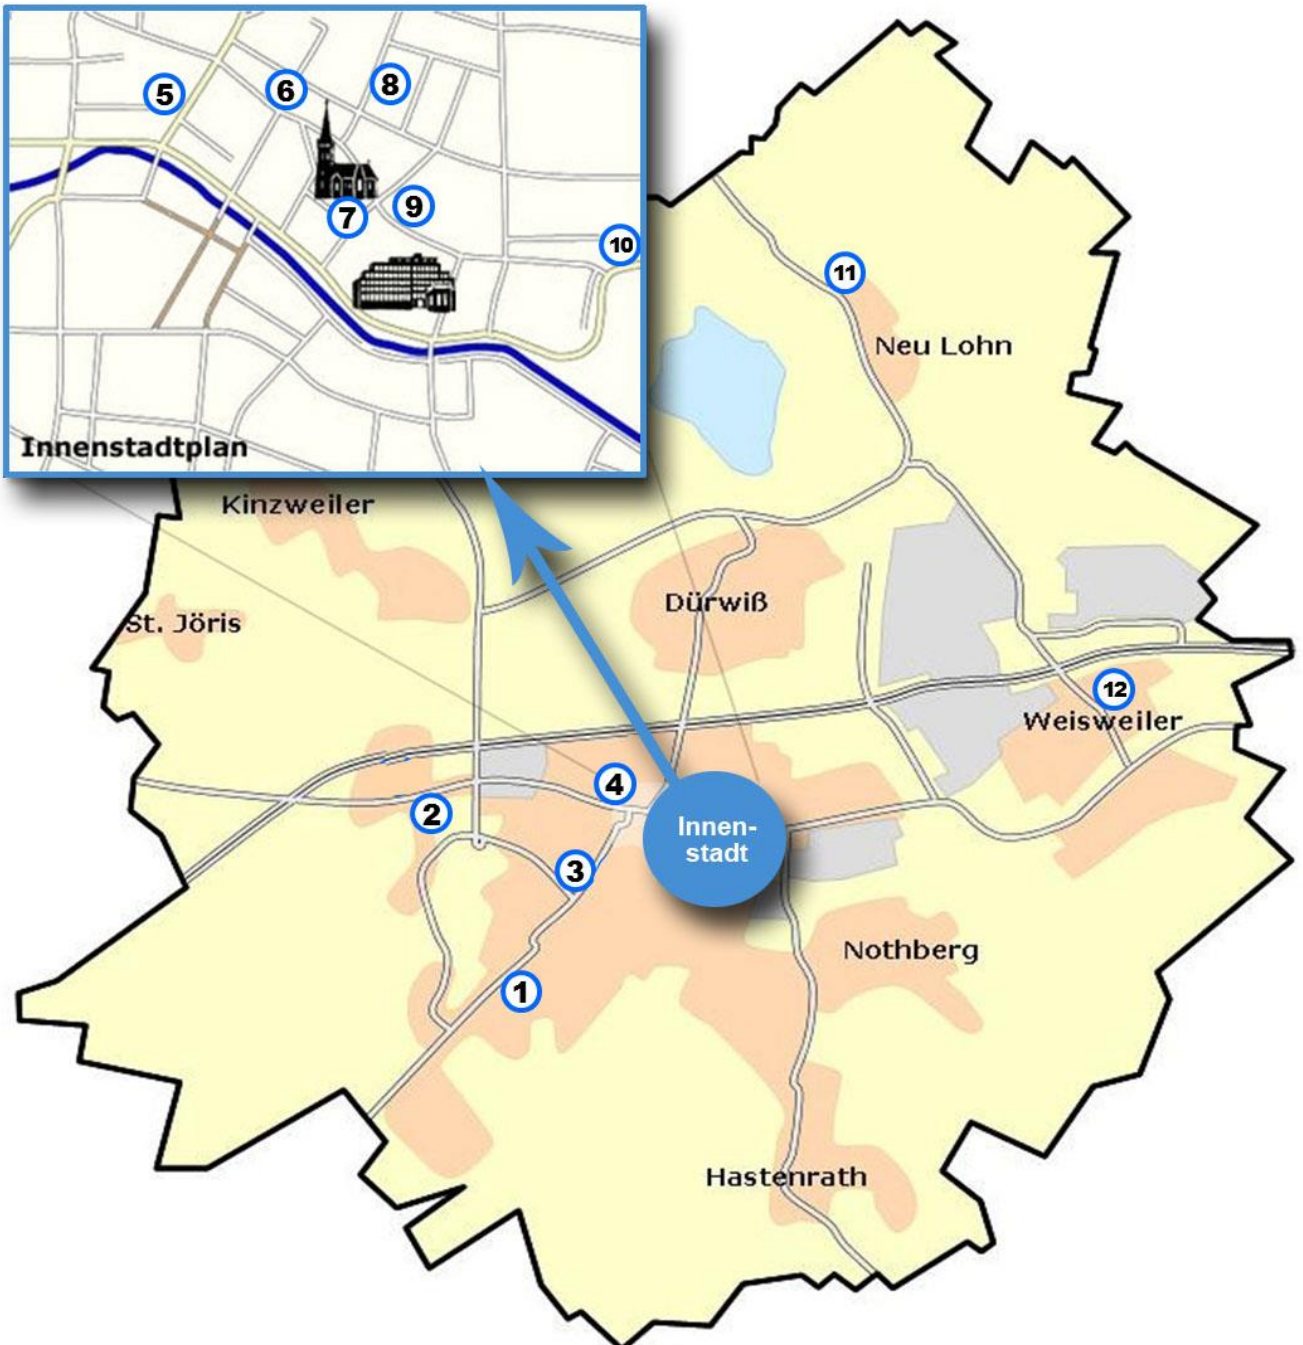 5
6
8
7
9
10
Innenstadtplan
11
Neu Lohn
Kinzweiler
St. Jöris
Dürwiß
12
Weisweiler
4
2
Innen-
stadt
3
Nothberg
1
Hastenrath